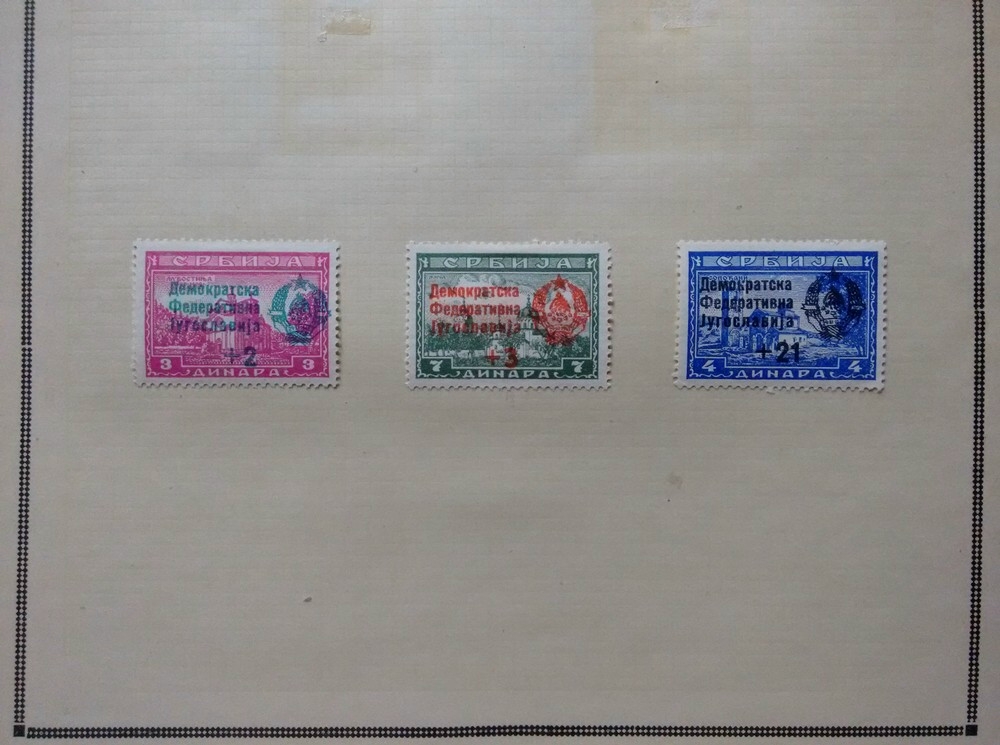 СРБИЈА
Демократска
Федеративна
Југославија
+2
3 ДИНАРА 3
СРБИЈА
Демократска
Федеративна
Југославија
+3
7 ДИНАРА 7
СРБИЈА
Демократска
Федеративна
Југославија
+21
4 ДИНАРА 4